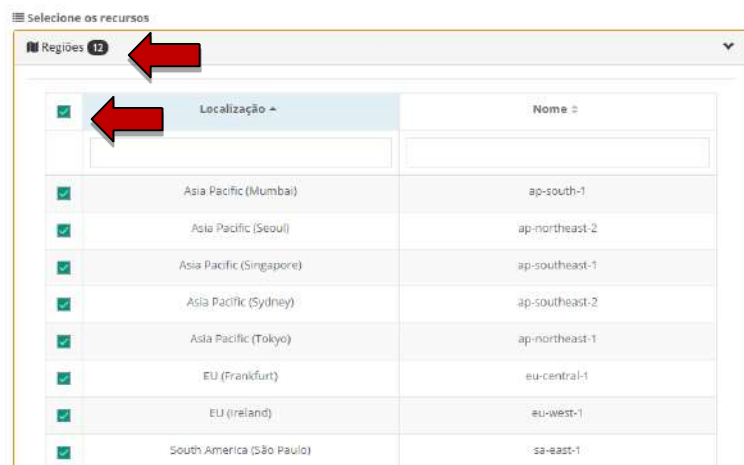 Selecione os recursos
Regiões 12
Localização Nome
Asia Pacific (Mumbai) ap-south-1
Asia Pacific (Seoul) ap-northeast-2
Asia Pacific (Singapore) ap-southeast-1
Asia Pacific (Sydney) ap-southeast-2
Asia Pacific (Tokyo) ap-northeast-1
EU (Frankfurt) eu-central-1
EU (Ireland) eu-west-1
South America (São Paulo) sa-east-1